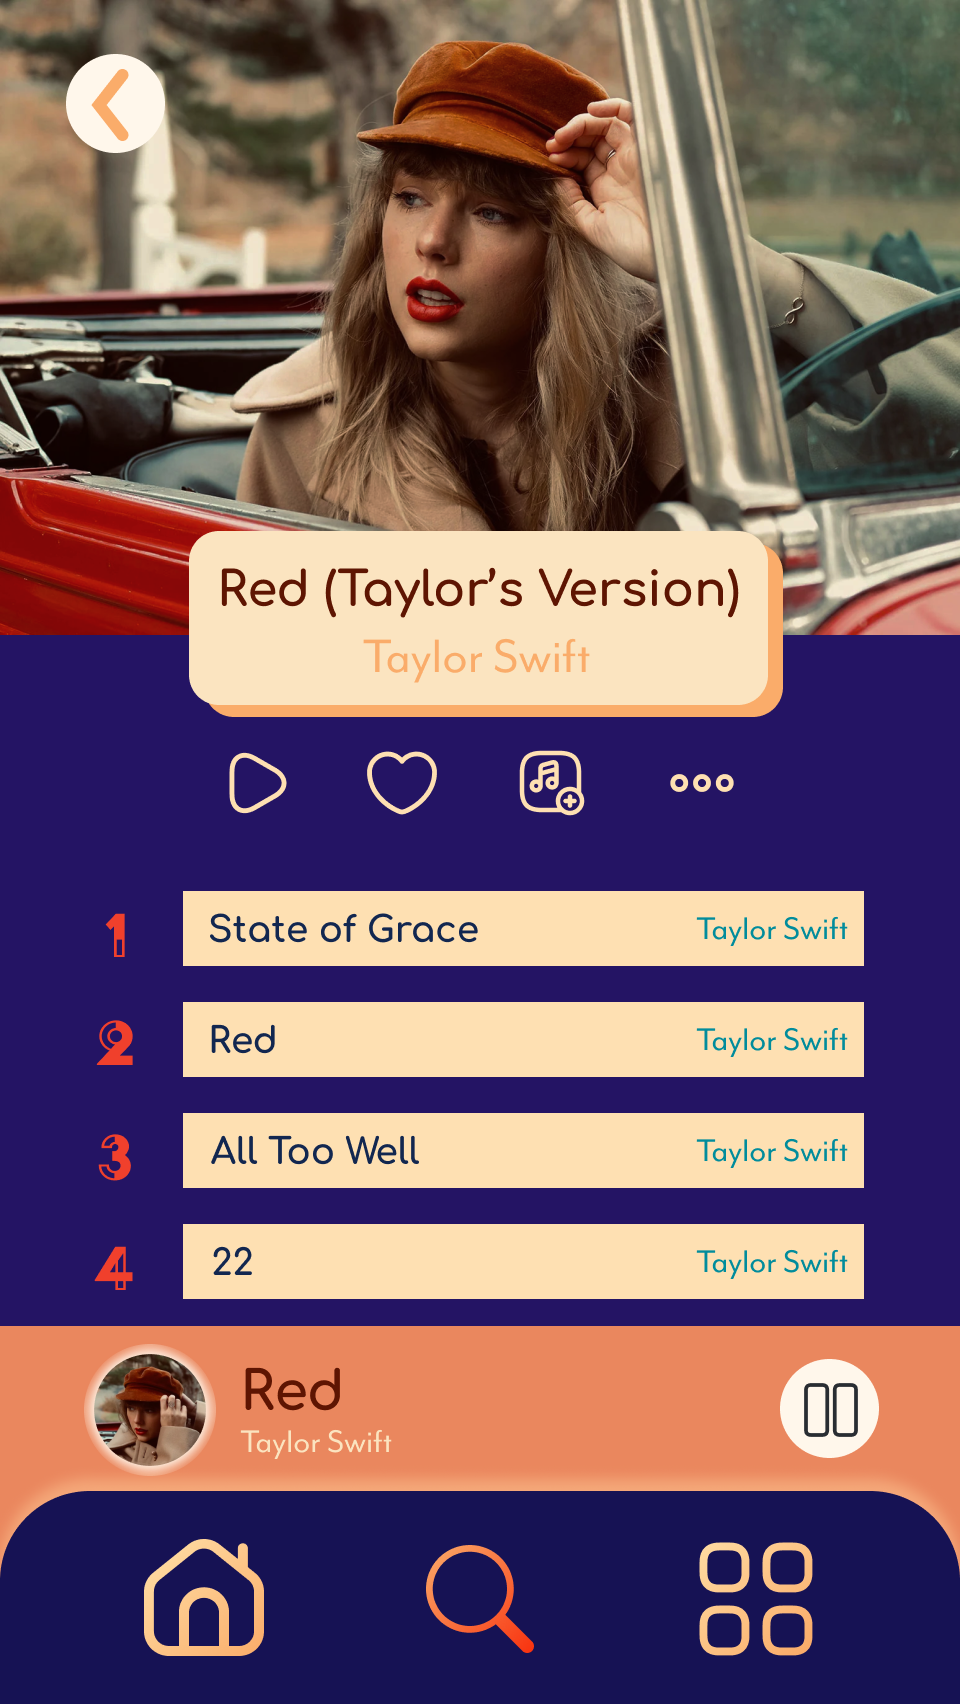 Red (Taylor’s Version)
Taylor Swift
1 State of Grace Taylor Swift
2 Red Taylor Swift
3 All Too Well Taylor Swift
4 22 Taylor Swift
Red
Taylor Swift